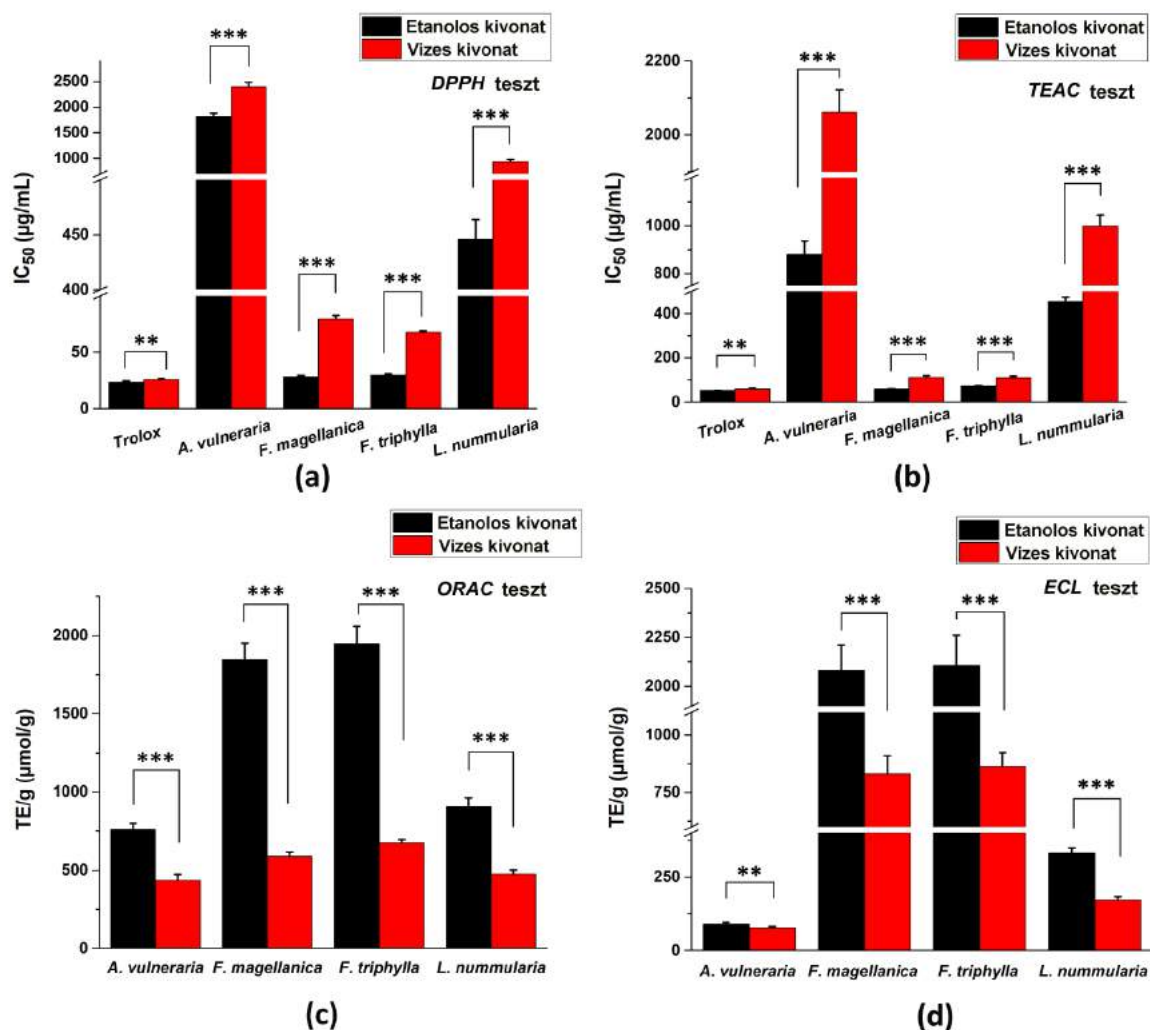 Etanolos kivonat
Vizes kivonat
DPPH teszt
IC50 (µg/mL)
2500
2000
1500
1000
450
400
50
0
***
***
***
***
**
Trolox
A. vulneraria
F. magellanica
F. triphylla
L. nummularia
(a)
Etanolos kivonat
Vizes kivonat
TEAC teszt
IC50 (µg/mL)
2200
2000
1000
800
400
200
0
***
***
***
***
**
Trolox
A. vulneraria
F. magellanica
F. triphylla
L. nummularia
(b)
Etanolos kivonat
Vizes kivonat
ORAC teszt
TE/g (µmol/g)
2000
1500
1000
500
0
***
***
***
***
A. vulneraria
F. magellanica
F. triphylla
L. nummularia
(c)
Etanolos kivonat
Vizes kivonat
ECL teszt
TE/g (µmol/g)
2500
2250
2000
900
750
250
0
***
***
***
**
A. vulneraria
F. magellanica
F. triphylla
L. nummularia
(d)